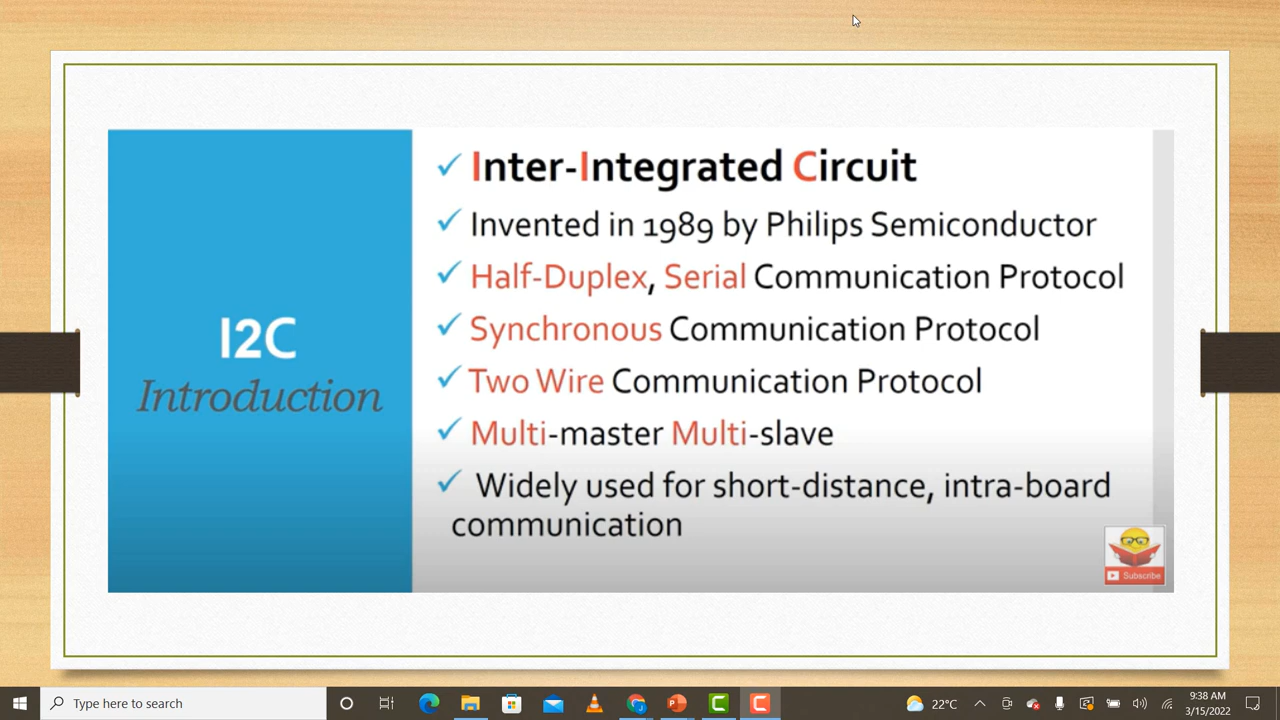 Inter-Integrated Circuit
Invented in 1989 by Philips Semiconductor
Half-Duplex, Serial Communication Protocol
I2C
Introduction
Synchronous Communication Protocol
Two Wire Communication Protocol
Multi-master Multi-slave
Widely used for short-distance, intra-board
communication
Subscribe
Type here to search
22°C
9:38 AM
3/15/2022